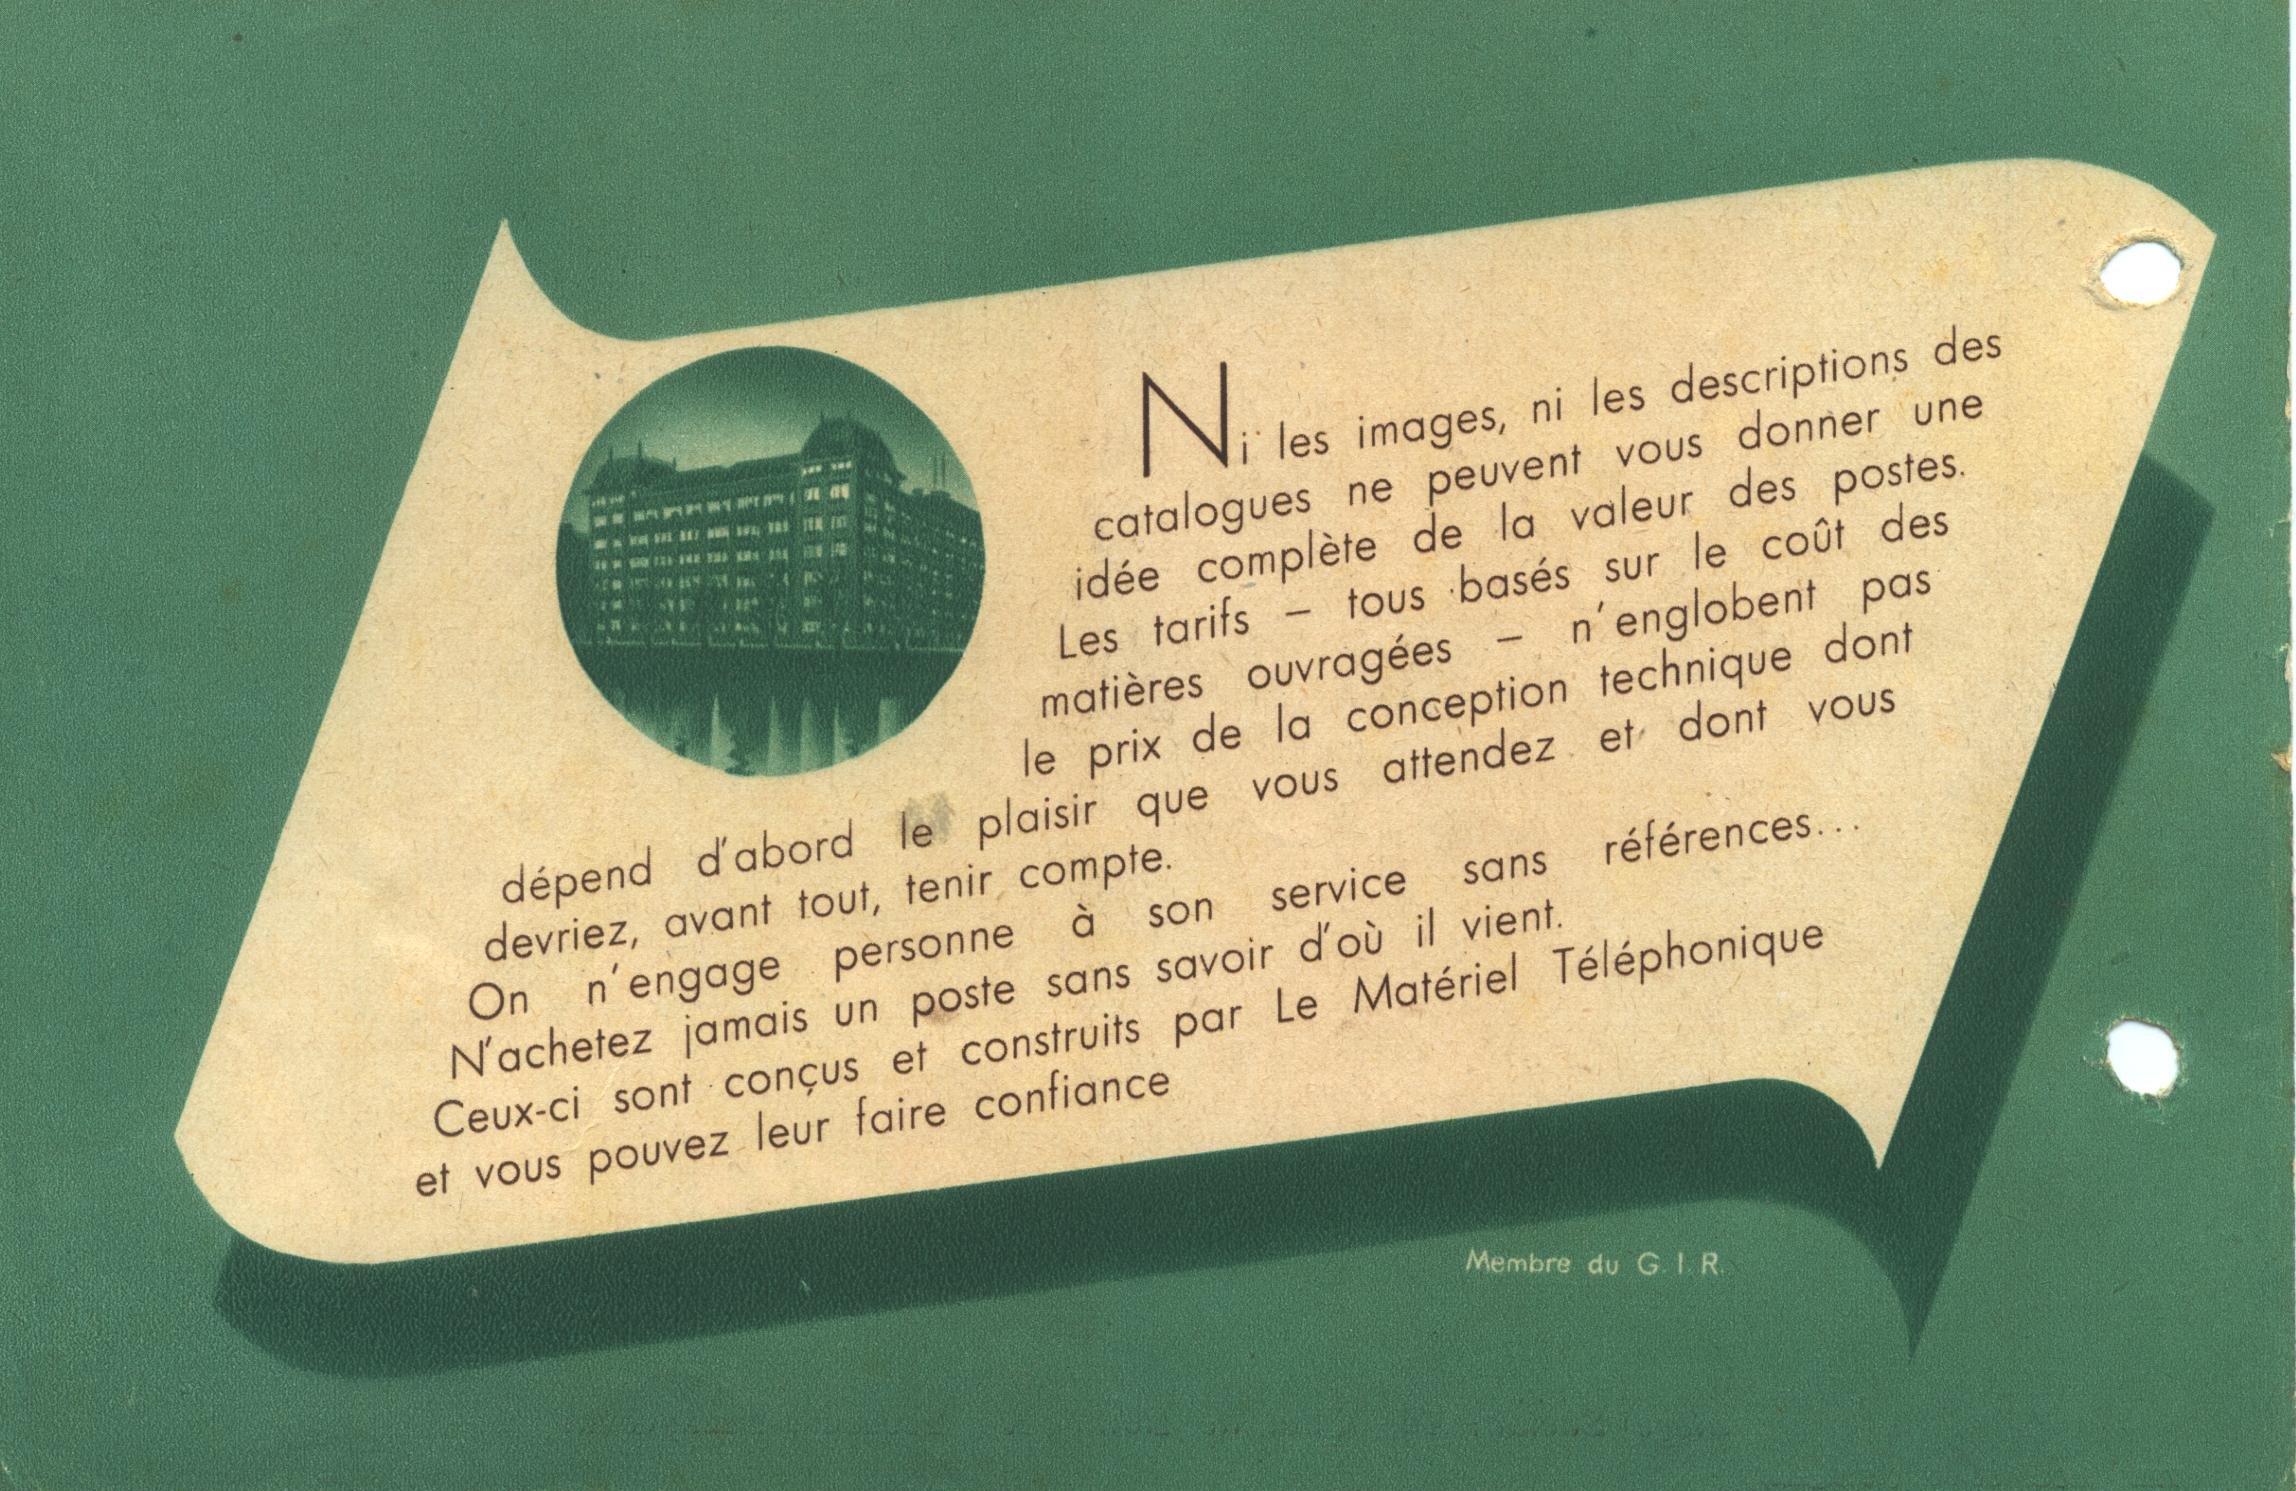 Ni les images, ni les descriptions des
catalogues ne peuvent vous donner une
idée complète de la valeur des postes.
Les tarifs – tous basés sur le coût des
matières ouvragées – n'englobent pas
le prix de la conception technique dont
dépend d'abord le plaisir que vous attendez et dont vous
devriez, avant tout, tenir compte.
On n'engage personne à son service sans références...
N'achetez jamais un poste sans savoir d'où il vient.
Ceux-ci sont conçus et construits par Le Matériel Téléphonique
et vous pouvez leur faire confiance
Membre du G. I. R.